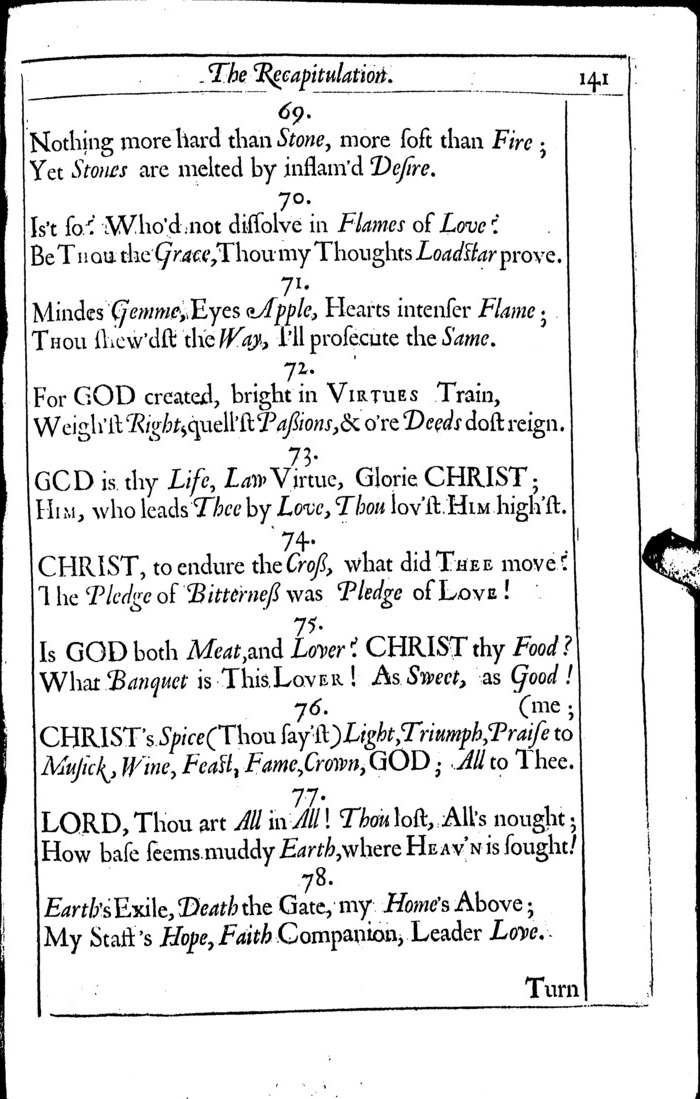 The Recapitulation. 141
69.
Nothing more hard than Stone, more ſoft than Fire ;
Yet Stones are melted by inflam'd Deſire.
70.
Is't ſo? Who'd not diſſolve in Flames of Love?
Be THOU the Grace, Thou my Thoughts Loadſtar prove.
71.
Mindes Gemme, Eyes Apple, Hearts intenſer Flame ;
THOU ſhew'dſt the Way, I'll proſecute the Same.
72.
For GOD created, bright in VIRTUES Train,
Weigh'ſt Right, quell'ſt Paßions, & o're Deeds doſt reign.
73.
GOD is thy Life, Law Virtue, Glorie CHRIST ;
HIM, who leads Thee by Love, Thou lov'ſt HIM high'ſt.
74.
CHRIST, to endure the Croß, what did THEE move?
The Pledge of Bitterneß was Pledge of LOVE !
75.
Is GOD both Meat, and Lover? CHRIST thy Food ?
What Banquet is This LOVER ! As Sweet, as Good !
76. (me ;
CHRIST's Spice (Thou ſay'ſt) Light, Triumph, Praiſe to
Muſick, Wine, Feaſt, Fame, Crown, GOD ; All to Thee.
77.
LORD, Thou art All in All ! Thou loſt, All's nought ;
How baſe ſeems muddy Earth, where HEAV'N is ſought!
78.
Earth's Exile, Death the Gate, my Home's Above ;
My Staff's Hope, Faith Companion, Leader Love.
Turn